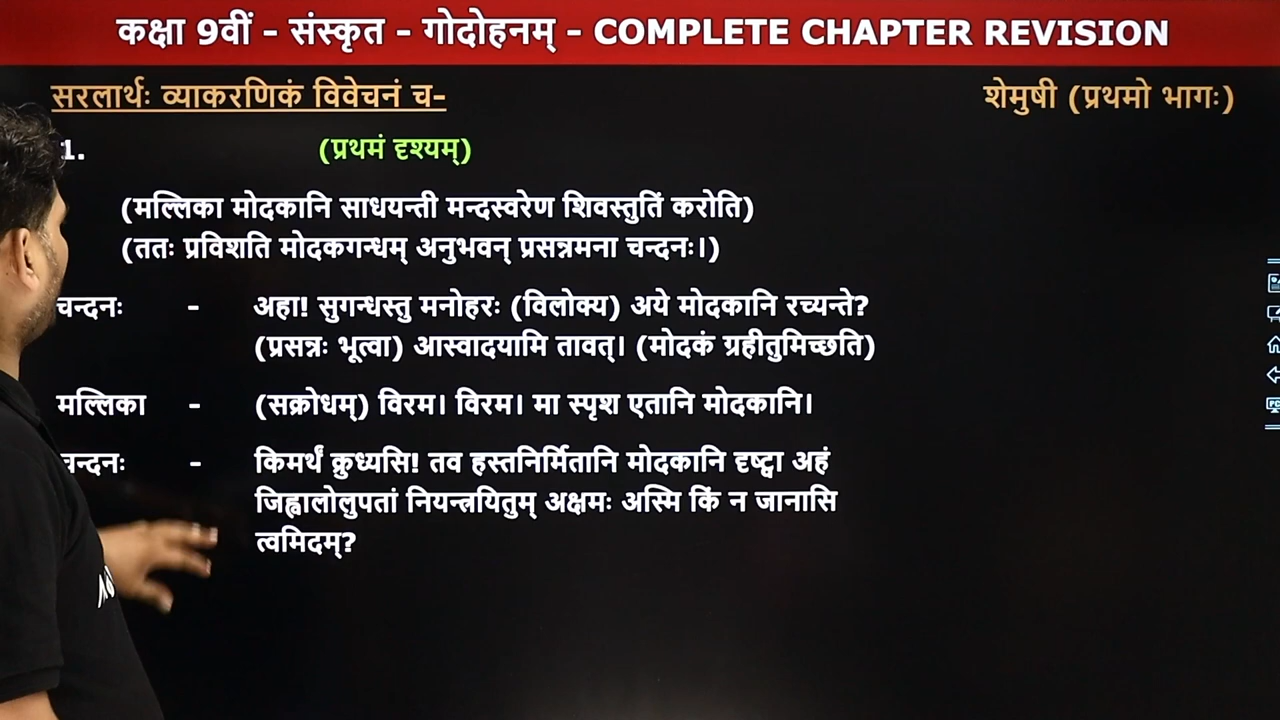 कक्षा 9वीं - संस्कृत - गोदोहनम् - COMPLETE CHAPTER REVISION
सरलार्थः व्याकरणिकं विवेचनं च-
शेमुषी (प्रथमो भागः)
1.
(प्रथमं दृश्यम्)
(मल्लिका मोदकानि साधयन्ती मन्दस्वरेण शिवस्तुतिं करोति)
(ततः प्रविशति मोदकगन्धम् अनुभवन् प्रसन्नमना चन्दनः।)
चन्दनः - अहा! सुगन्धस्तु मनोहरः (विलोक्य) अये मोदकानि रच्यन्ते?
(प्रसन्नः भूत्वा) आस्वादयामि तावत्। (मोदकं ग्रहीतुमिच्छति)
मल्लिका - (सक्रोधम्) विरम। विरम। मा स्पृश एतानि मोदकानि।
चन्दनः - किमर्थं क्रुध्यसि! तव हस्तनिर्मितानि मोदकानि दृष्ट्वा अहं
जिह्वालोलुपतां नियन्त्रयितुम् अक्षमः अस्मि किं न जानासि
त्वमिदम्?